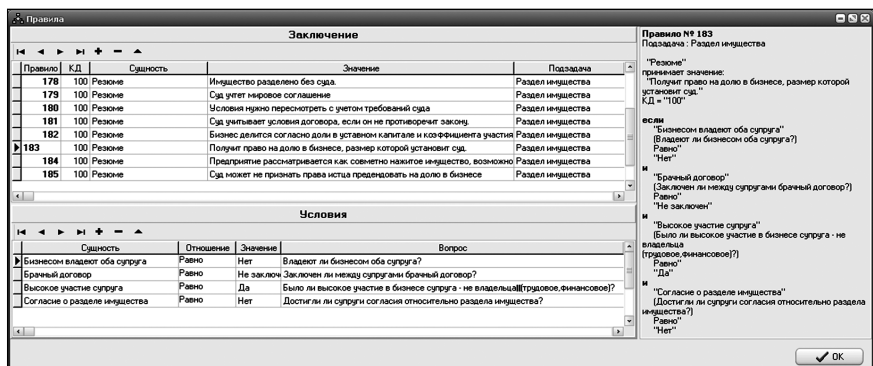 Правила
Заключение
Правило КД Сущность Значение Подзадача
178 100 Резюме Имущество разделено без суда. Раздел имущества
179 100 Резюме Суд учтет мировое соглашение Раздел имущества
180 100 Резюме Условия нужно пересмотреть с учетом требований суда Раздел имущества
181 100 Резюме Суд учитывает условия договора, если он не противоречит закону. Раздел имущества
182 100 Резюме Бизнес делится согласно доли в уставном капитале и коэффициента участия Раздел имущества
183 100 Резюме Получит право на долю в бизнесе, размер которой установит суд. Раздел имущества
184 100 Резюме Предприятие рассматривается как совметно нажитое имущество, возможно Раздел имущества
185 100 Резюме Суд может не признать права истца предендовать на долю в бизнесе Раздел имущества
Условия
Сущность Отношение Значение Вопрос
Бизнесом владеют оба супруга Равно Нет Владеют ли бизнесом оба супруга?
Брачный договор Равно Не заключ Заключен ли между супругами брачный договор?
Высокое участие супруга Равно Да Было ли высокое участие в бизнесе супруга - не владельца||(трудовое,финансовое)?
Согласие о разделе имущества Равно Нет Достигли ли супруги согласия относительно раздела имущества?
Правило № 183
Подзадача : Раздел имущества
"Резюме"
принимает значение:
"Получит право на долю в бизнесе, размер которой
установит суд."
КД = "100"
если
"Бизнесом владеют оба супруга"
(Владеют ли бизнесом оба супруга?)
Равно"
"Нет"
и
"Брачный договор"
(Заключен ли между супругами брачный договор?)
Равно"
"Не заключен"
и
"Высокое участие супруга"
(Было ли высокое участие в бизнесе супруга - не
владельца
(трудовое,финансовое)?)
Равно"
"Да"
и
"Согласие о разделе имущества"
(Достигли ли супруги согласия относительно раздела
имущества?)
Равно"
"Нет"
OK